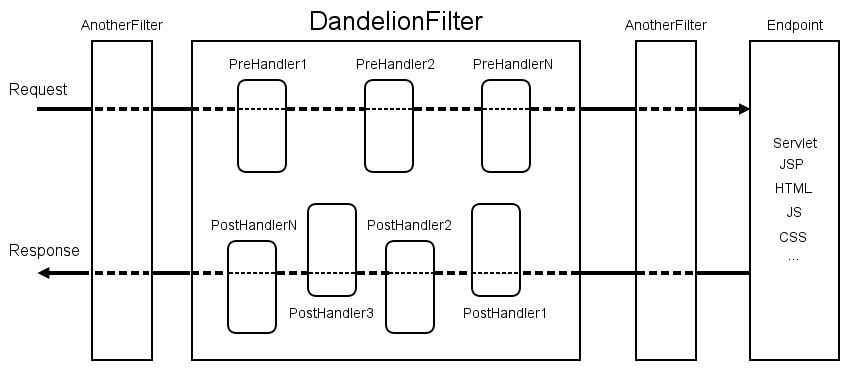 DandelionFilter
AnotherFilter
AnotherFilter
Endpoint
PreHandler1
PreHandler2
PreHandlerN
Request
Servlet
JSP
HTML
JS
CSS
...
PostHandlerN
PostHandler2
Response
PostHandler3
PostHandler1